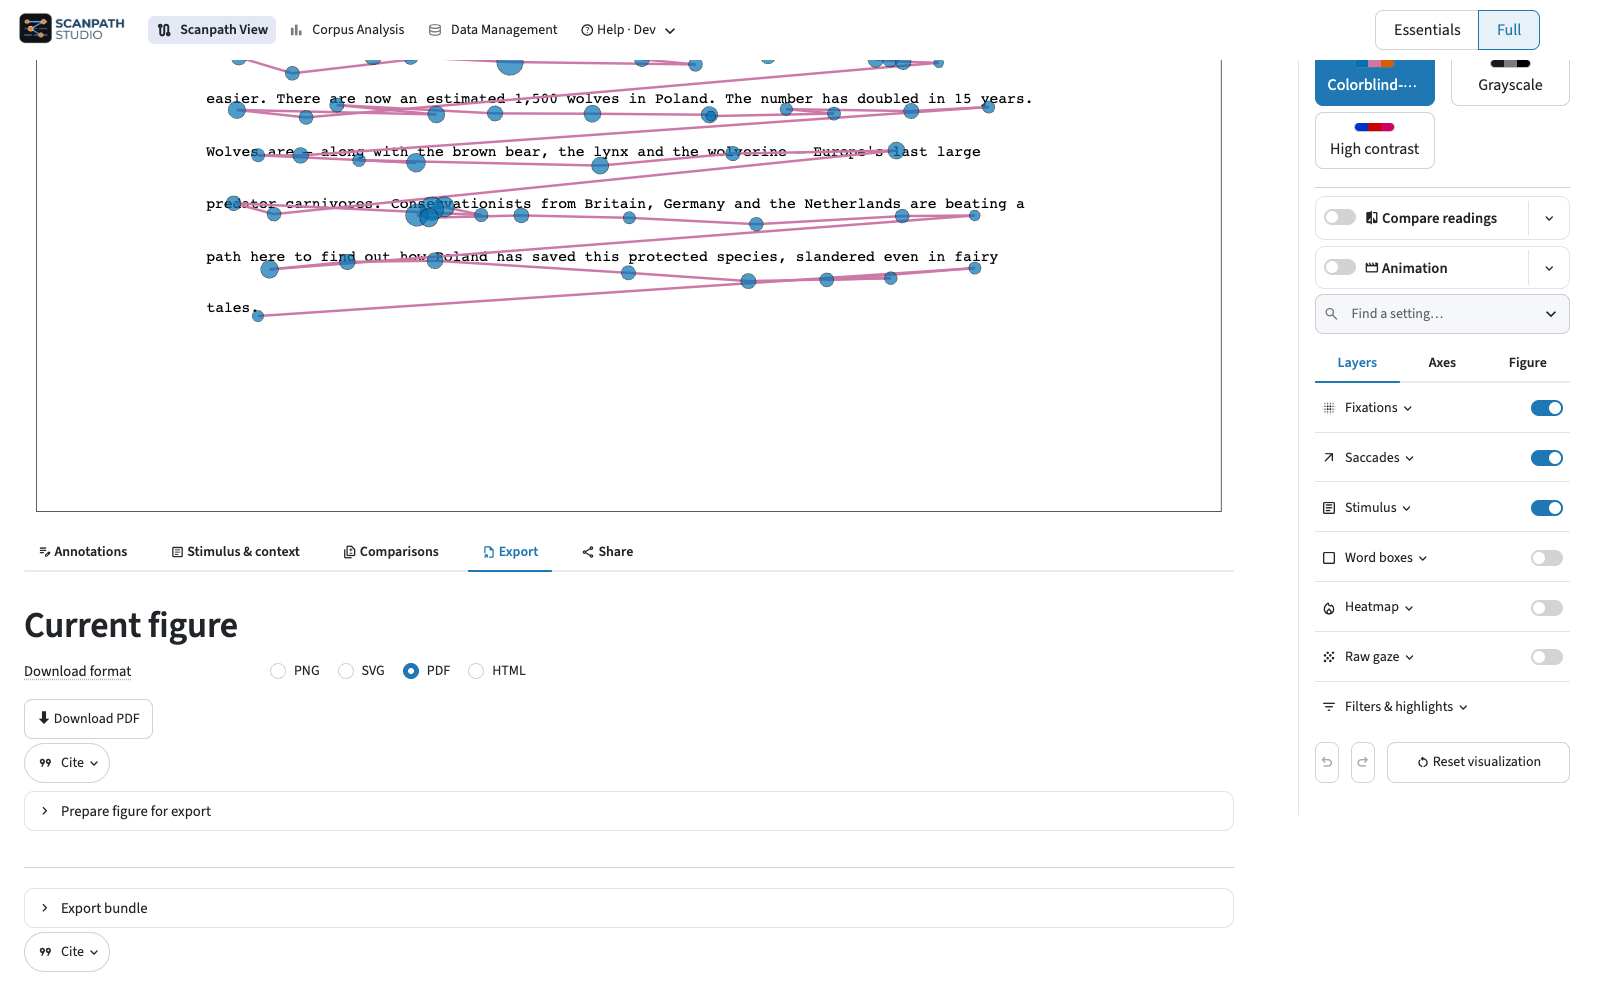 SCANPATH
STUDIO
Scanpath View
Corpus Analysis
Data Management
Help · Dev
Essentials
Full
easier. There are now an estimated 1,500 wolves in Poland. The number has doubled in 15 years.
Wolves are — along with the brown bear, the lynx and the wolverine – Europe's last large
predator carnivores. Conservationists from Britain, Germany and the Netherlands are beating a
path here to find out how Poland has saved this protected species, slandered even in fairy
tales.
Colorblind-···
Grayscale
High contrast
Compare readings
Animation
Find a setting…
Layers
Axes
Figure
Fixations
Saccades
Stimulus
Word boxes
Heatmap
Raw gaze
Filters & highlights
Reset visualization
Annotations
Stimulus & context
Comparisons
Export
Share
Current figure
Download format
PNG
SVG
PDF
HTML
Download PDF
Cite
Prepare figure for export
Export bundle
Cite